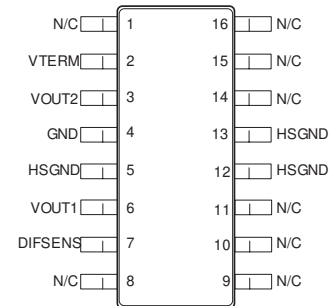 N/C 1 16 N/C
VTERM 2 15 N/C
VOUT2 3 14 N/C
GND 4 13 HSGND
HSGND 5 12 HSGND
VOUT1 6 11 N/C
DIFSENS 7 10 N/C
N/C 8 9 N/C